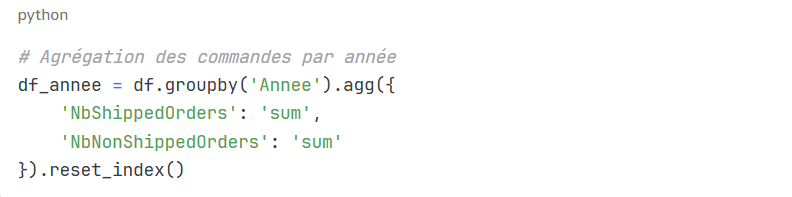 python
# Agrégation des commandes par année
df_annee = df.groupby('Annee').agg({
    'NbShippedOrders': 'sum',
    'NbNonShippedOrders': 'sum'
}).reset_index()